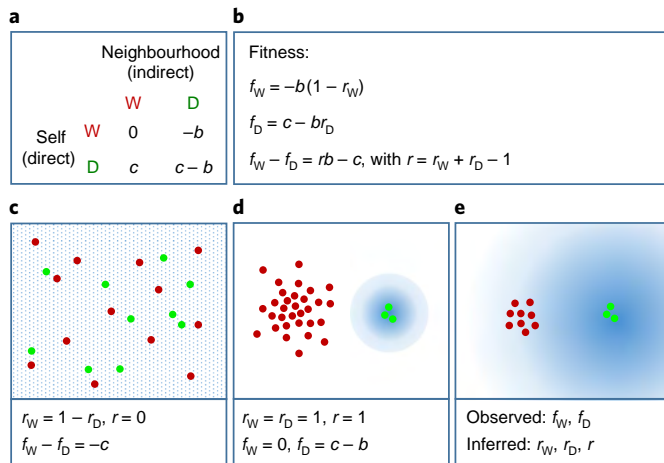 a
Neighbourhood
(indirect)
W D
Self
(direct)
W 0 –b
D c c – b
b
Fitness:
f_W = –b(1 – r_W)
f_D = c – br_D
f_W – f_D = rb – c, with r = r_W + r_D – 1
c
r_W = 1 – r_D, r = 0
f_W – f_D = –c
d
r_W = r_D = 1, r = 1
f_W = 0, f_D = c – b
e
Observed: f_W, f_D
Inferred: r_W, r_D, r